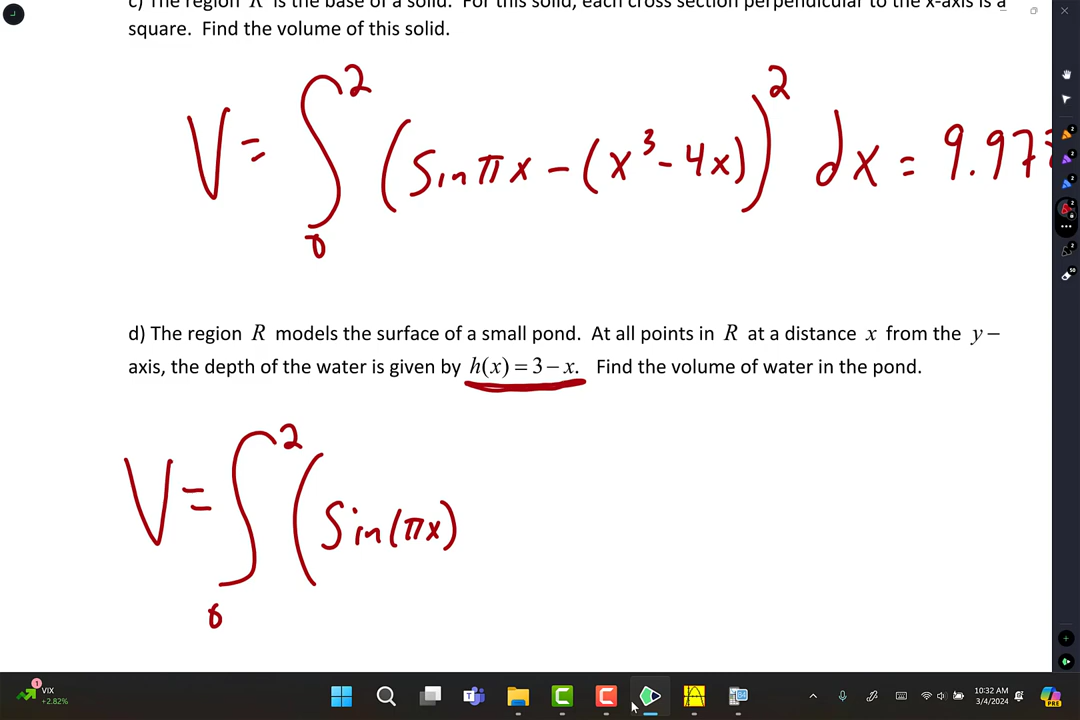 c) The region R is the base of a solid. For this solid, each cross section perpendicular to the x-axis is a
square. Find the volume of this solid.
V = ∫₀² (sin πx − (x³ − 4x))² dx = 9.97
d) The region R models the surface of a small pond. At all points in R at a distance x from the y −
axis, the depth of the water is given by h(x) = 3 − x. Find the volume of water in the pond.
V = ∫₀² (sin(πx)
1
VIX
+2.82%
10:32 AM
3/4/2024
PRE